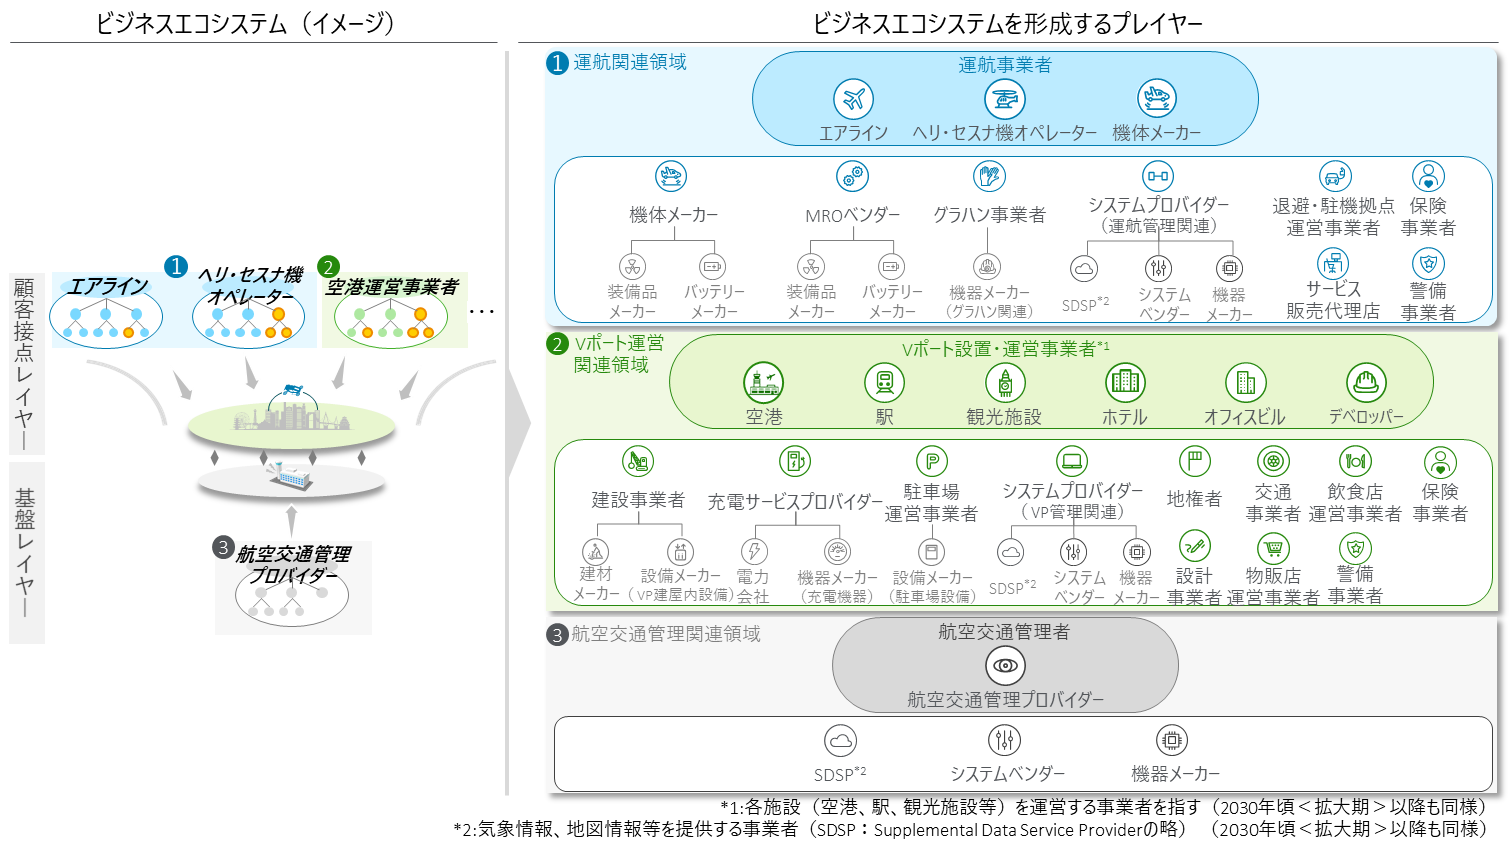 ビジネスエコシステム（イメージ）
ビジネスエコシステムを形成するプレイヤー
顧客接点レイヤー
基盤レイヤー
1
エアライン
ヘリ・セスナ機
オペレーター
2
空港運営事業者
・・・
3
航空交通管理
プロバイダー
1 運航関連領域
運航事業者
エアライン
ヘリ・セスナ機オペレーター
機体メーカー
機体メーカー
装備品
メーカー
バッテリー
メーカー
MROベンダー
装備品
メーカー
バッテリー
メーカー
グラハン事業者
機器メーカー
（グラハン関連）
システムプロバイダー
（運航管理関連）
SDSP*2
システム
ベンダー
機器
メーカー
退避・駐機拠点
運営事業者
保険
事業者
サービス
販売代理店
警備
事業者
2 Vポート運営
関連領域
Vポート設置・運営事業者*1
空港
駅
観光施設
ホテル
オフィスビル
デベロッパー
建設事業者
建材
メーカー
設備メーカー
（VP建屋内設備）
充電サービスプロバイダー
電力
会社
機器メーカー
（充電機器）
駐車場
運営事業者
設備メーカー
（駐車場設備）
システムプロバイダー
（VP管理関連）
SDSP*2
システム
ベンダー
機器
メーカー
地権者
交通
事業者
飲食店
運営事業者
保険
事業者
設計
事業者
物販店
運営事業者
警備
事業者
3 航空交通管理関連領域
航空交通管理者
航空交通管理プロバイダー
SDSP*2
システムベンダー
機器メーカー
*1:各施設（空港、駅、観光施設等）を運営する事業者を指す（2030年頃＜拡大期＞以降も同様）
*2:気象情報、地図情報等を提供する事業者（SDSP：Supplemental Data Service Providerの略）（2030年頃＜拡大期＞以降も同様）